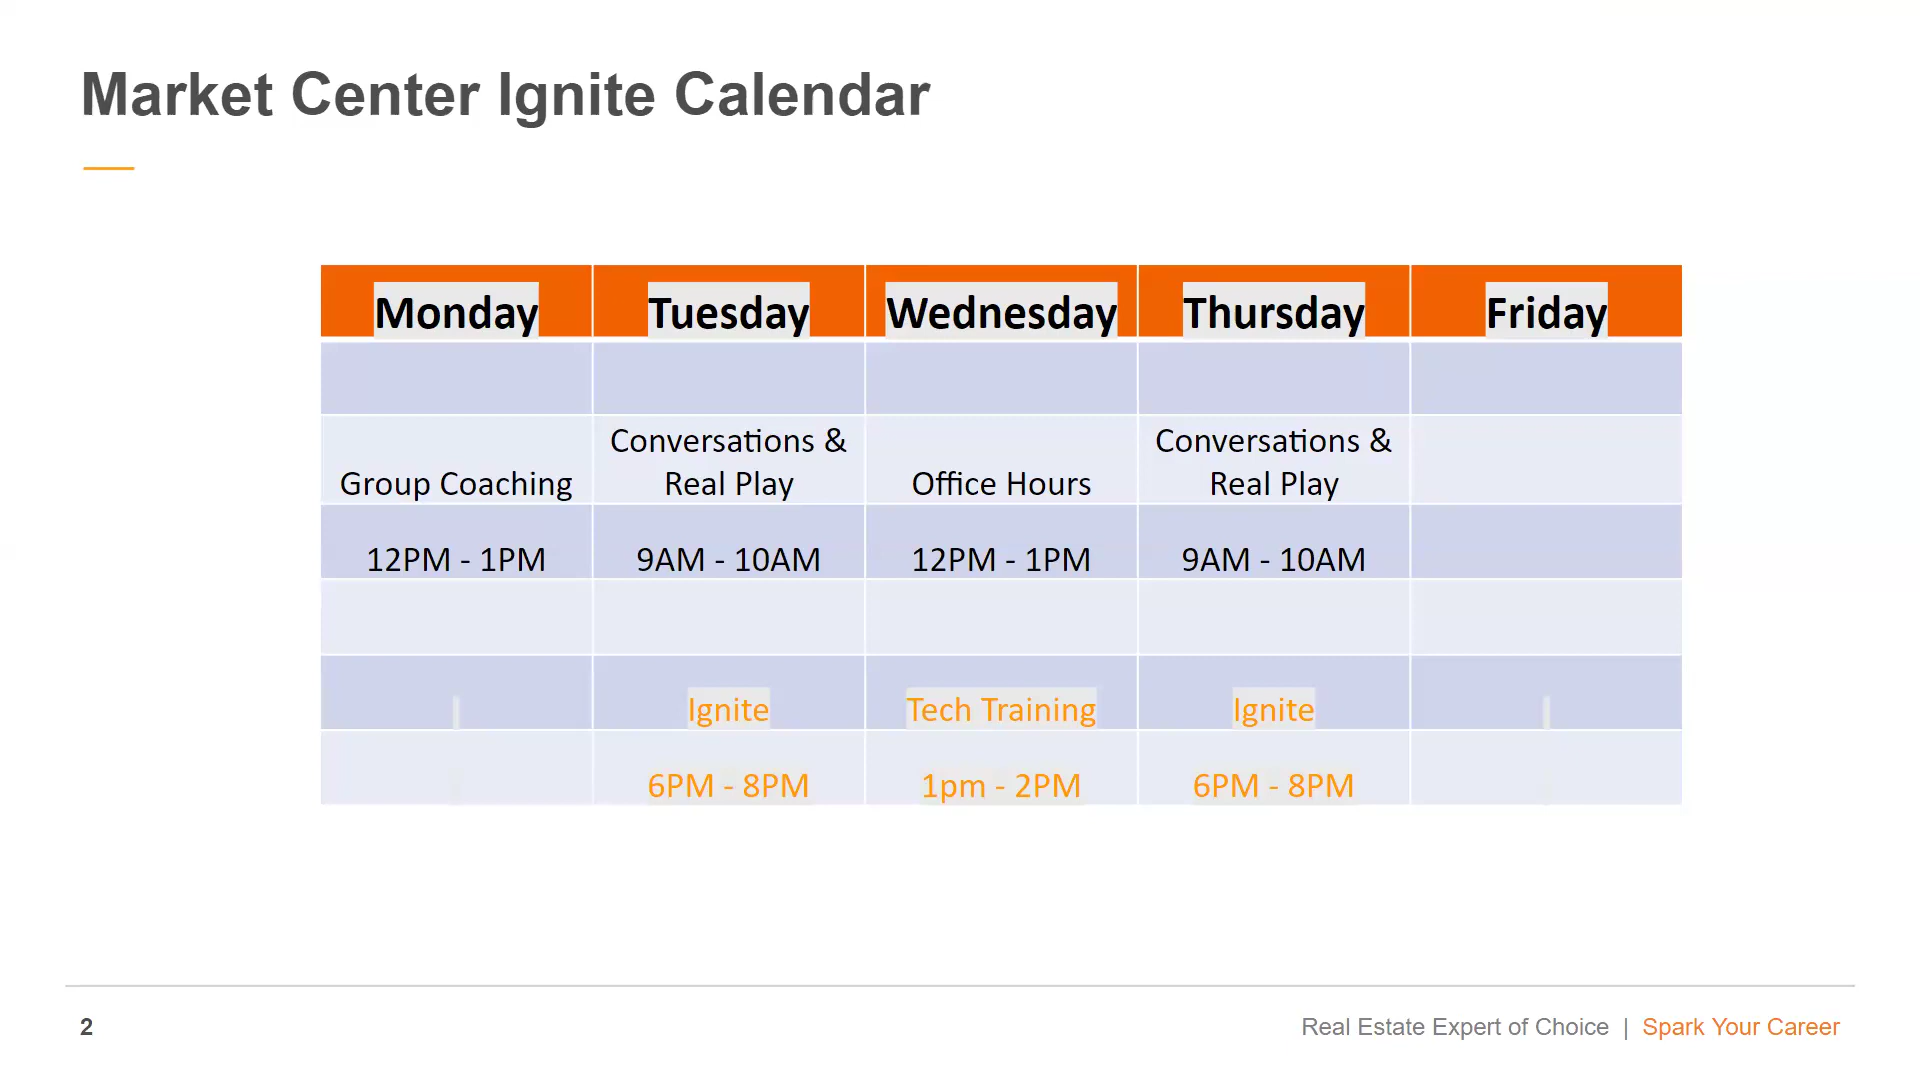 Market Center Ignite Calendar
Monday Tuesday Wednesday Thursday Friday
Conversations & Conversations &
Group Coaching Real Play Office Hours Real Play
12PM - 1PM 9AM - 10AM 12PM - 1PM 9AM - 10AM
Ignite Tech Training Ignite
6PM - 8PM 1pm - 2PM 6PM - 8PM
2 Real Estate Expert of Choice | Spark Your Career